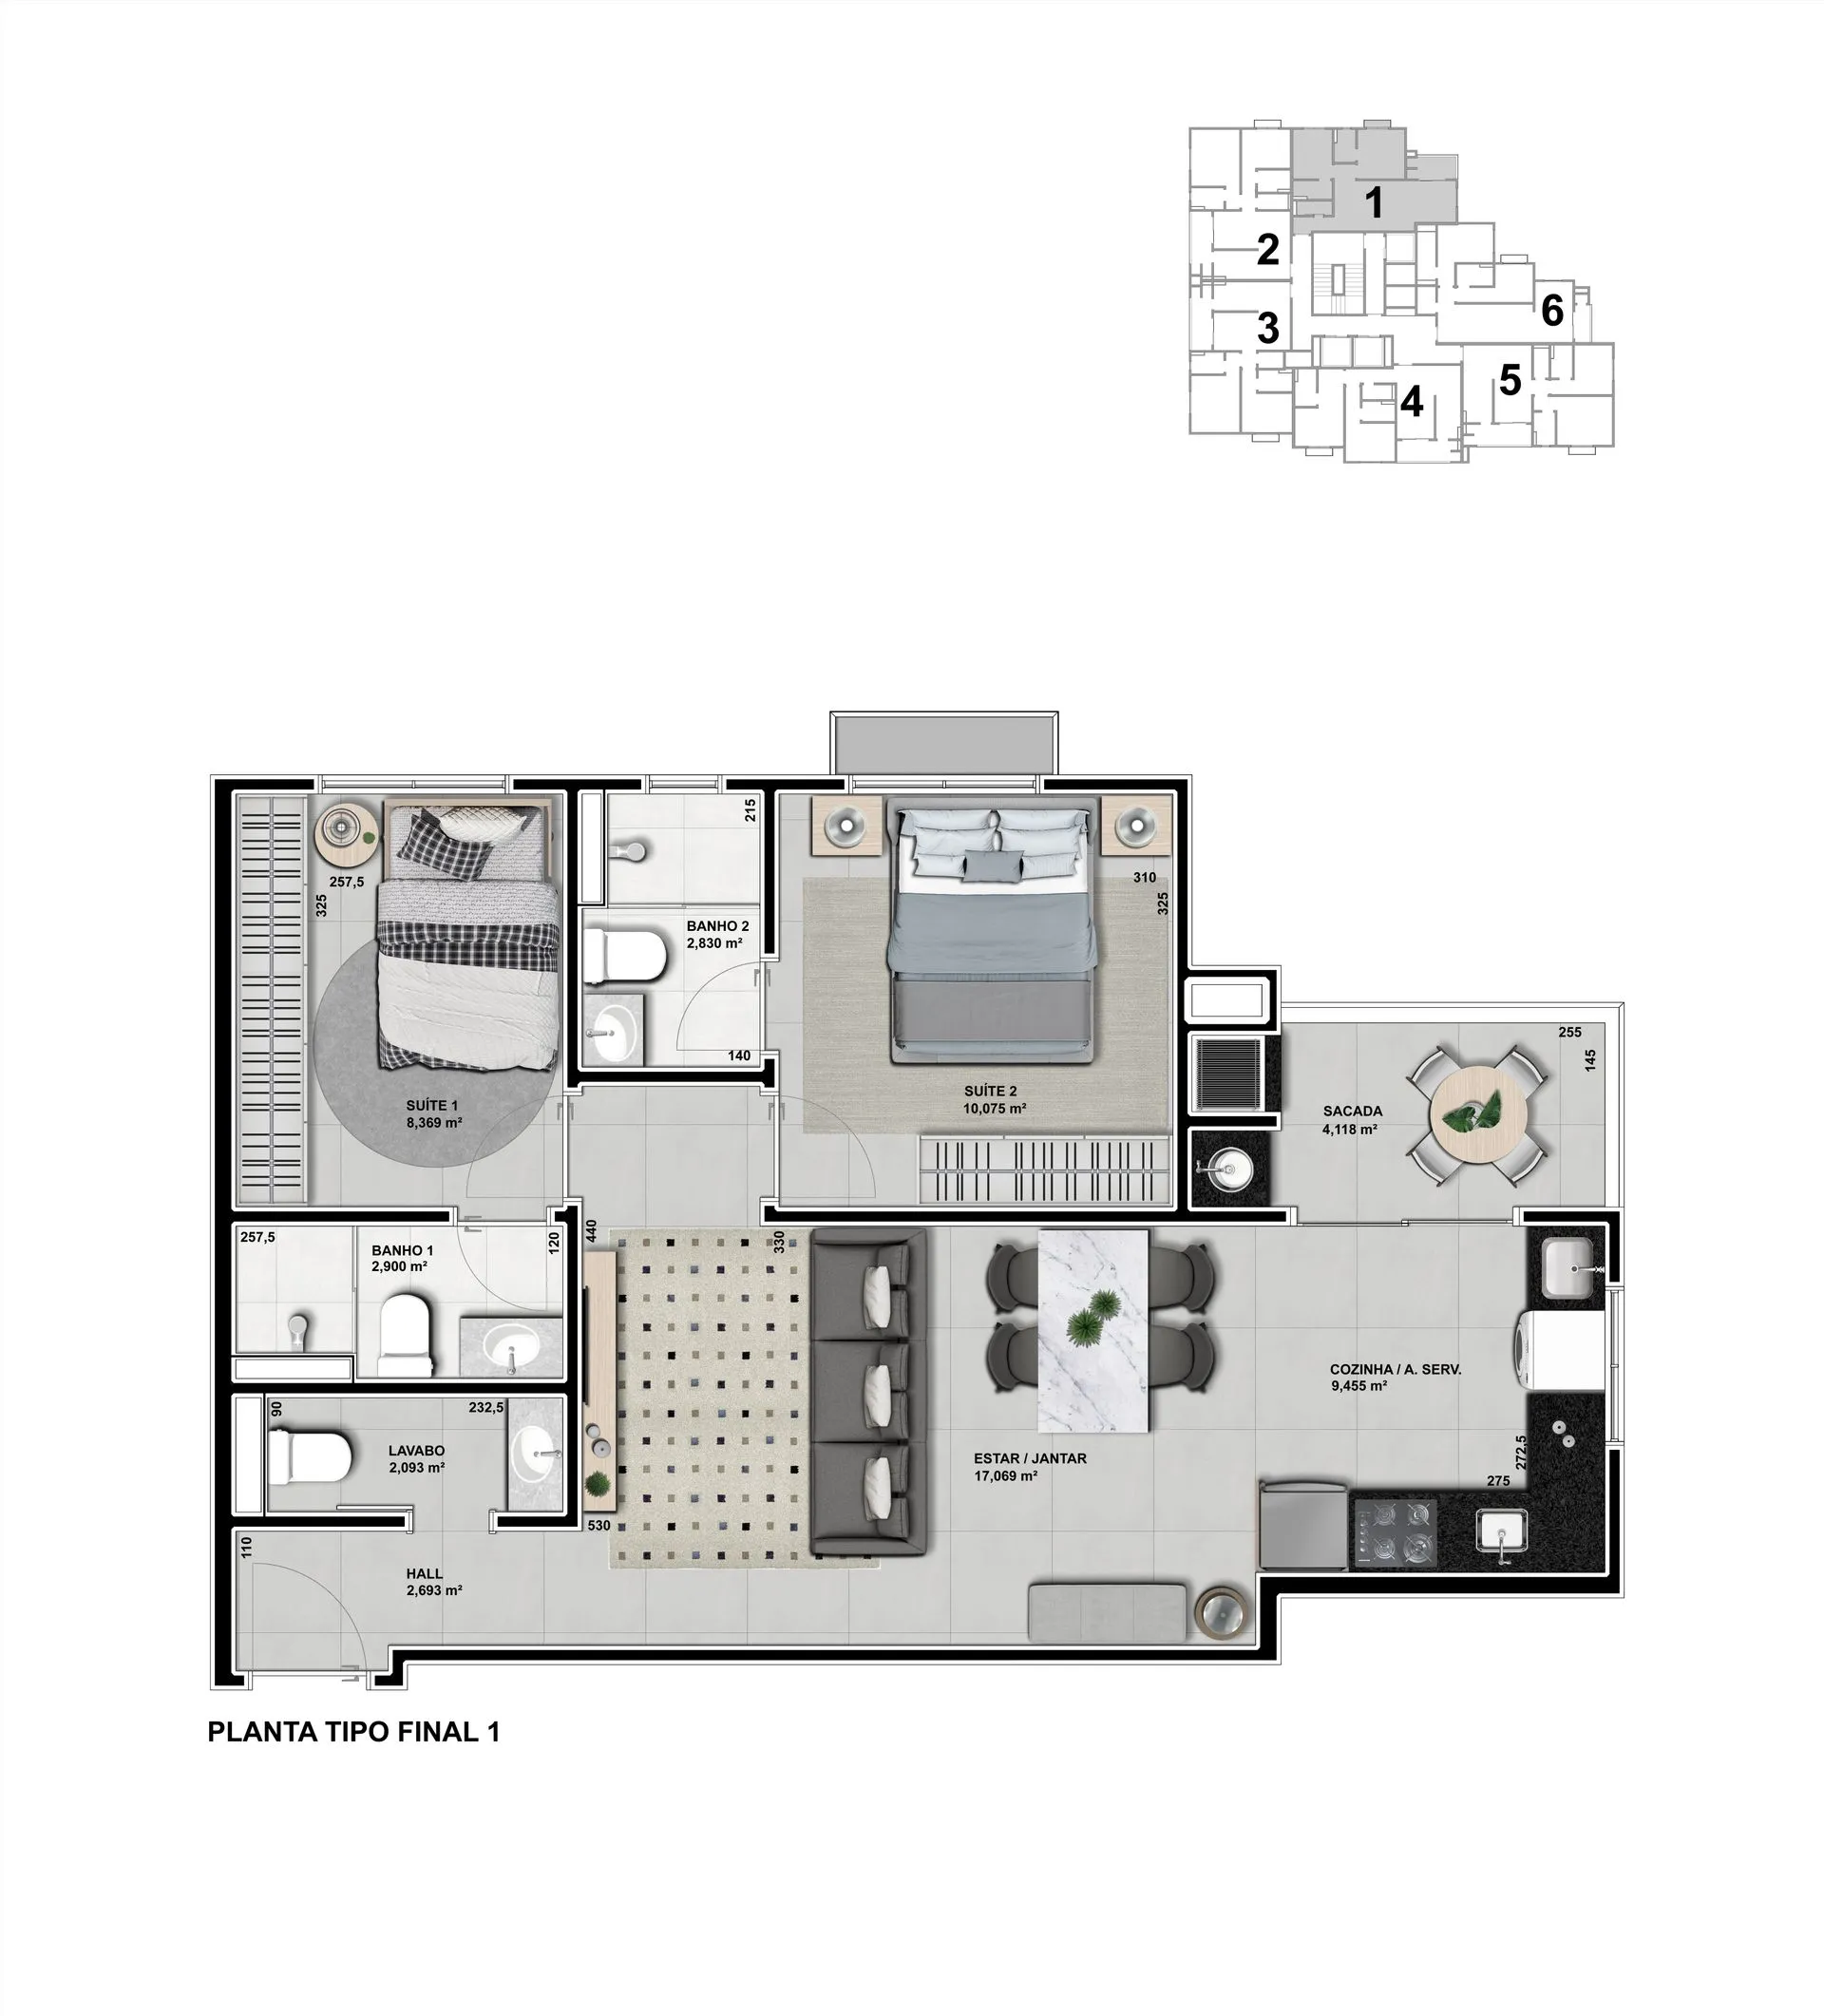 1
2
3
6
5
4
215
257,5
325
310
325
BANHO 2
2,830 m²
140
255
145
SUÍTE 1
8,369 m²
SUÍTE 2
10,075 m²
SACADA
4,118 m²
257,5
BANHO 1
2,900 m²
120
440
330
COZINHA / A. SERV.
9,455 m²
90
232,5
LAVABO
2,093 m²
ESTAR / JANTAR
17,069 m²
272,5
275
530
110
HALL
2,693 m²
PLANTA TIPO FINAL 1